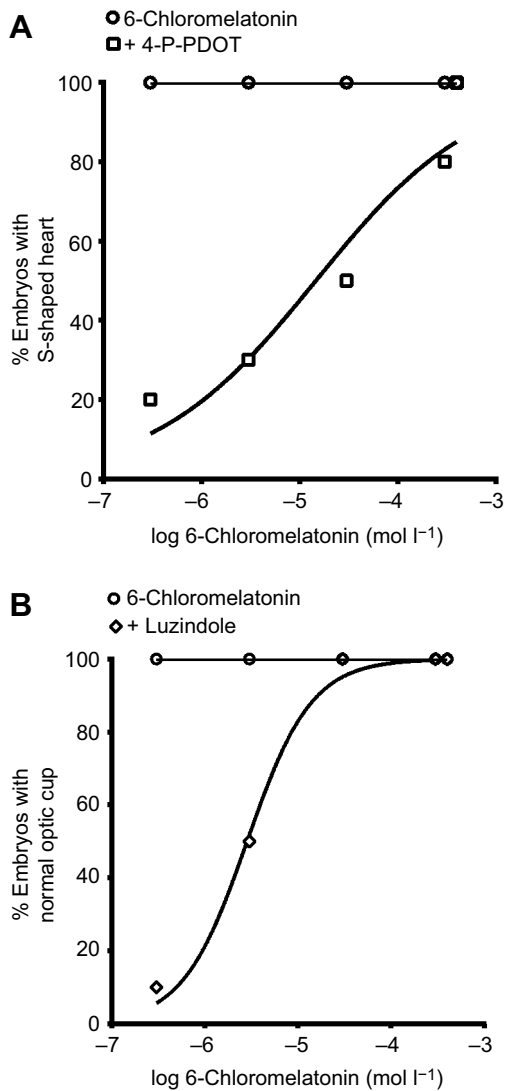 A
6-Chloromelatonin
+ 4-P-PDOT
100
80
60
40
20
0
% Embryos with
S-shaped heart
–7
–6
–5
–4
–3
log 6-Chloromelatonin (mol l⁻¹)
B
6-Chloromelatonin
+ Luzindole
100
80
60
40
20
0
% Embryos with
normal optic cup
–7
–6
–5
–4
–3
log 6-Chloromelatonin (mol l⁻¹)